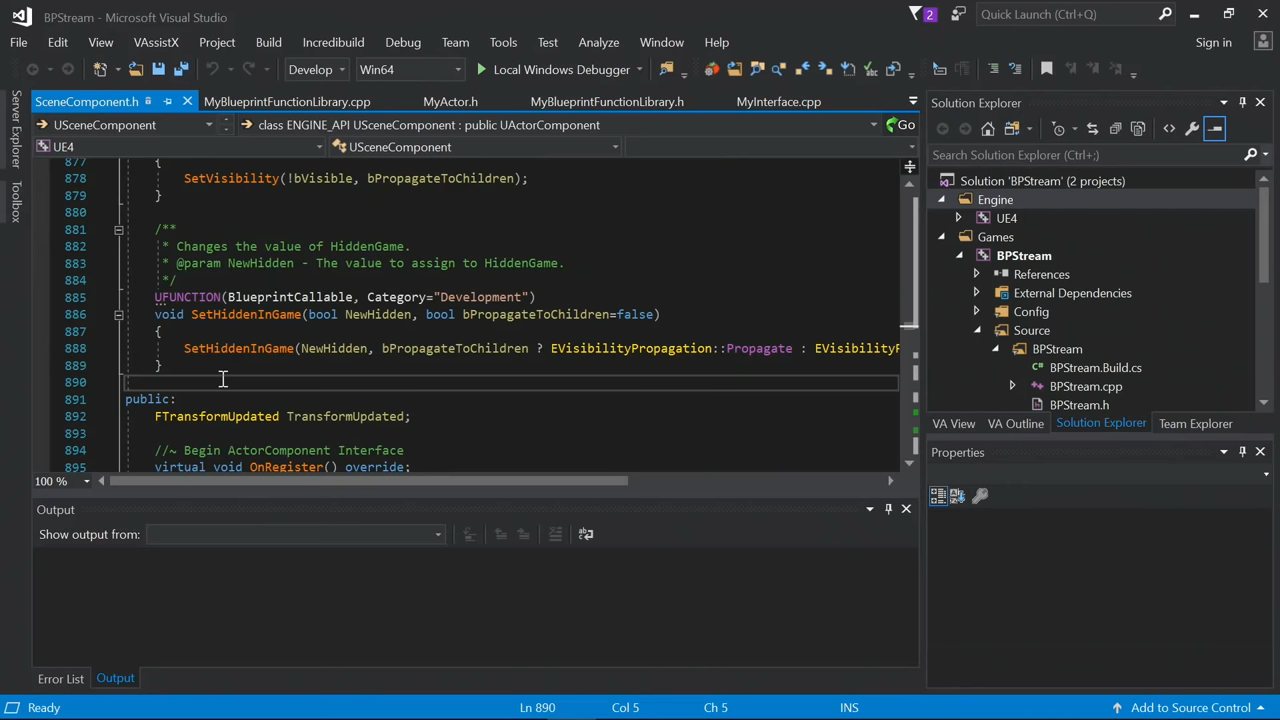 BPStream - Microsoft Visual Studio
2
Quick Launch (Ctrl+Q)
File Edit View VAssistX Project Build Incredibuild Debug Team Tools Test Analyze Window Help
Sign in
Develop Win64 Local Windows Debugger
Server Explorer
Toolbox
SceneComponent.h MyBlueprintFunctionLibrary.cpp MyActor.h MyBlueprintFunctionLibrary.h MyInterface.cpp
USceneComponent class ENGINE_API USceneComponent : public UActorComponent Go
UE4 USceneComponent
877 {
878 SetVisibility(!bVisible, bPropagateToChildren);
879 }
880
881 /**
882 * Changes the value of HiddenGame.
883 * @param NewHidden - The value to assign to HiddenGame.
884 */
885 UFUNCTION(BlueprintCallable, Category="Development")
886 void SetHiddenInGame(bool NewHidden, bool bPropagateToChildren=false)
887 {
888 SetHiddenInGame(NewHidden, bPropagateToChildren ? EVisibilityPropagation::Propagate : EVisibilityP
889 }
890
891 public:
892 FTransformUpdated TransformUpdated;
893
894 //~ Begin ActorComponent Interface
895 virtual void OnRegister() override;
100 %
Output
Show output from:
Error List Output
Solution Explorer
Search Solution Explorer (Ctrl+;)
Solution 'BPStream' (2 projects)
Engine
UE4
Games
BPStream
References
External Dependencies
Config
Source
BPStream
BPStream.Build.cs
BPStream.cpp
BPStream.h
VA View VA Outline Solution Explorer Team Explorer
Properties
Ready Ln 890 Col 5 Ch 5 INS Add to Source Control